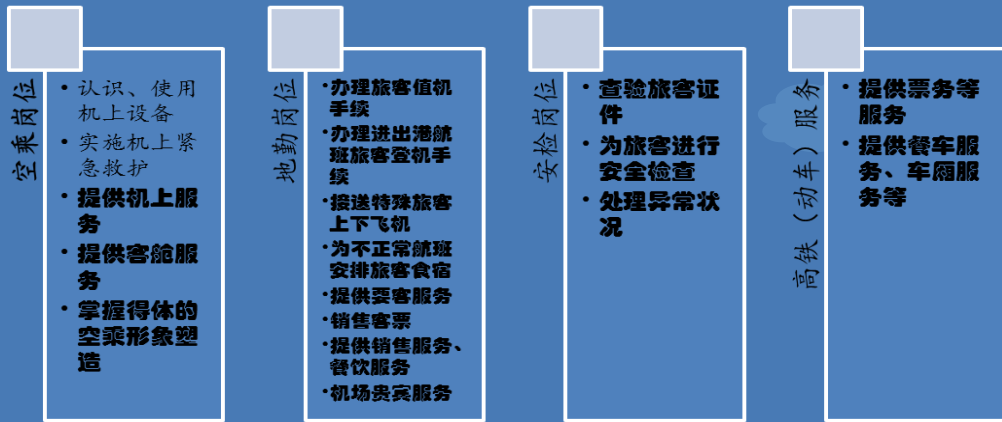 空乘岗位
• 认识、使用
机上设备
• 实施机上紧
急救护
• 提供机上服
务
• 提供客舱服
务
• 掌握得体的
空乘形象塑
造
地勤岗位
•办理旅客值机
手续
•办理进出港航
班旅客登机手
续
•接送特殊旅客
上下飞机
•为不正常航班
安排旅客食宿
•提供要客服务
•销售客票
•提供销售服务、
餐饮服务
•机场贵宾服务
安检岗位
• 查验旅客证
件
• 为旅客进行
安全检查
• 处理异常状
况
高铁（动车）服务
• 提供票务等
服务
• 提供餐车服
务、车厢服
务等